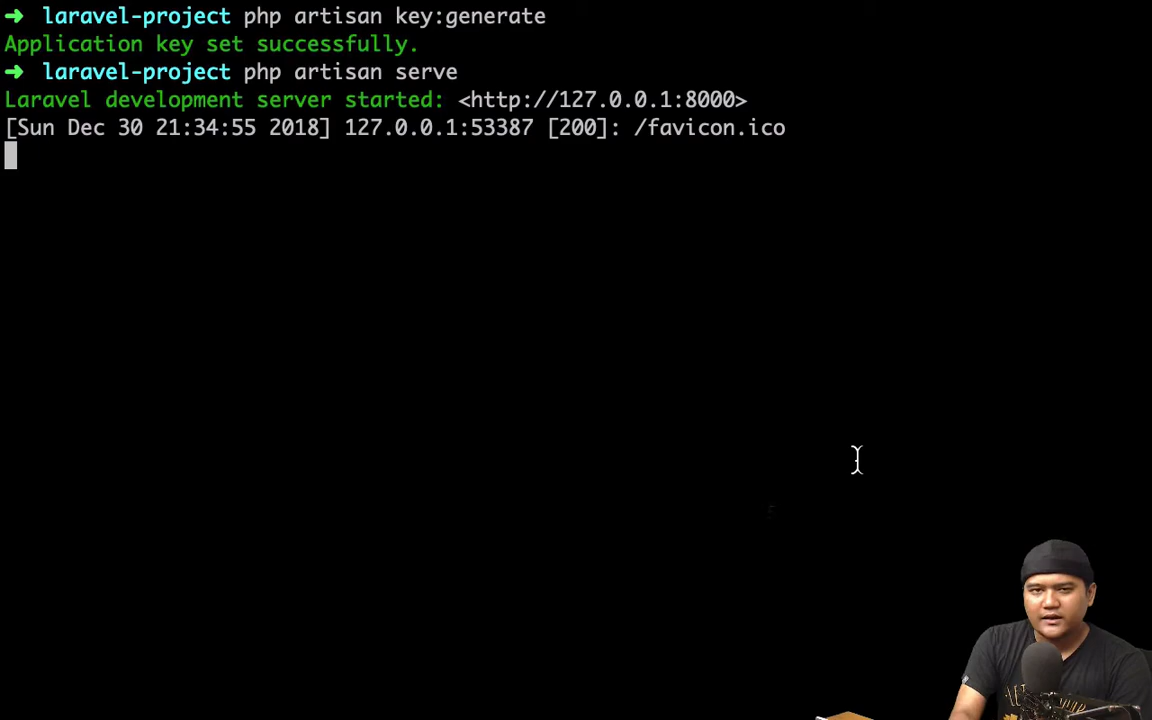 ➜ laravel-project php artisan key:generate
Application key set successfully.
➜ laravel-project php artisan serve
Laravel development server started: <http://127.0.0.1:8000>
[Sun Dec 30 21:34:55 2018] 127.0.0.1:53387 [200]: /favicon.ico